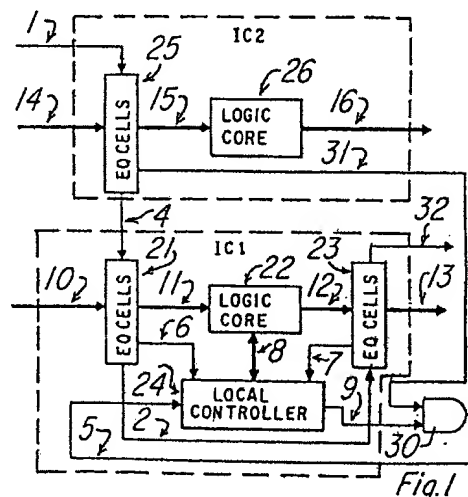 1
25
IC2
26
14
15
LOGIC
CORE
16
EQ CELLS
31
4
32
21
IC1
23
22
10
11
LOGIC
CORE
12
13
EQ CELLS
EQ CELLS
6
8
7
24
LOCAL
CONTROLLER
9
2
5
30
Fig.1